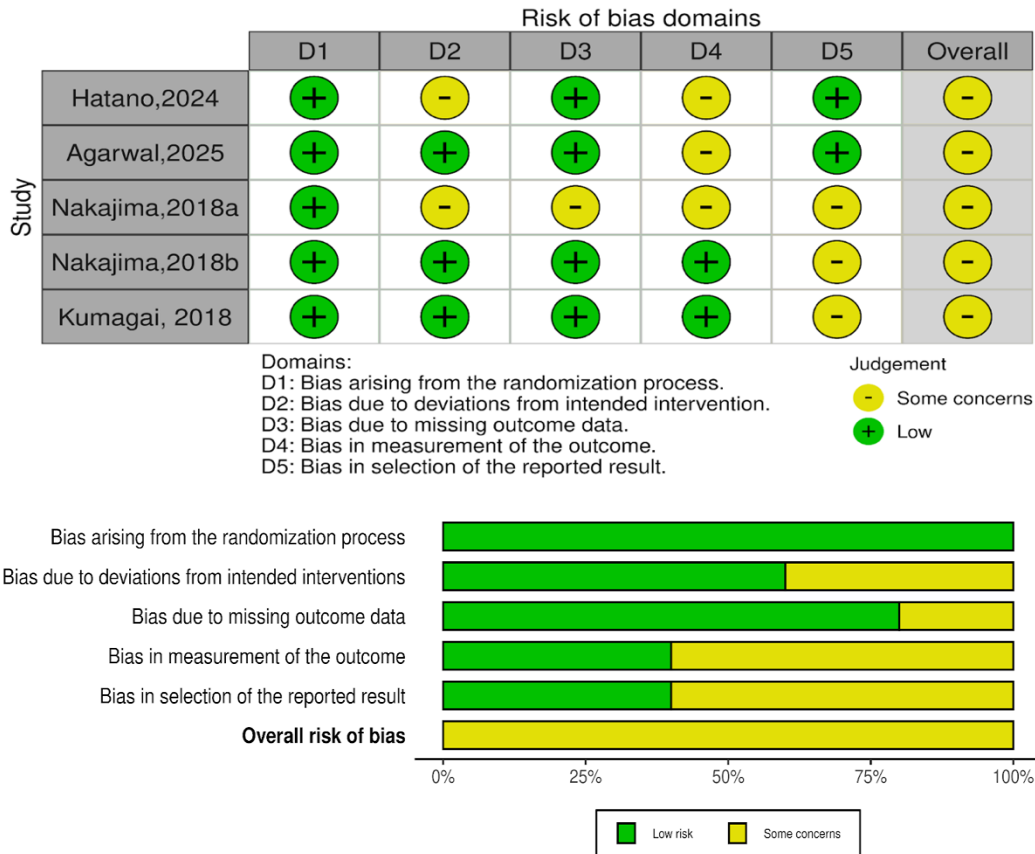 Risk of bias domains
D1 D2 D3 D4 D5 Overall
Study
Hatano,2024 + - + - + -
Agarwal,2025 + + + - + -
Nakajima,2018a + - - - - -
Nakajima,2018b + + + + - -
Kumagai, 2018 + + + + - -
Domains:
D1: Bias arising from the randomization process.
D2: Bias due to deviations from intended intervention.
D3: Bias due to missing outcome data.
D4: Bias in measurement of the outcome.
D5: Bias in selection of the reported result.
Judgement
- Some concerns
+ Low
Bias arising from the randomization process
Bias due to deviations from intended interventions
Bias due to missing outcome data
Bias in measurement of the outcome
Bias in selection of the reported result
Overall risk of bias
0% 25% 50% 75% 100%
Low risk Some concerns